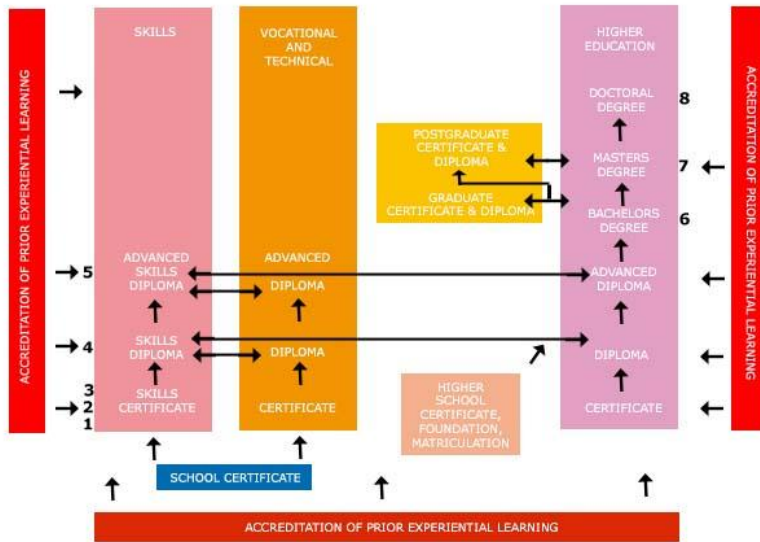 ACCREDITATION OF PRIOR EXPERIENTIAL LEARNING
SKILLS
VOCATIONAL
AND
TECHNICAL
HIGHER
EDUCATION
ACCREDITATION OF PRIOR EXPERIENTIAL LEARNING
DOCTORAL
DEGREE
8
POSTGRADUATE
CERTIFICATE &
DIPLOMA
MASTERS
DEGREE
7
GRADUATE
CERTIFICATE & DIPLOMA
BACHELORS
DEGREE
6
5
ADVANCED
SKILLS
DIPLOMA
ADVANCED
DIPLOMA
ADVANCED
DIPLOMA
4
SKILLS
DIPLOMA
DIPLOMA
DIPLOMA
3
2
1
SKILLS
CERTIFICATE
CERTIFICATE
HIGHER
SCHOOL
CERTIFICATE,
FOUNDATION,
MATRICULATION
CERTIFICATE
SCHOOL CERTIFICATE
ACCREDITATION OF PRIOR EXPERIENTIAL LEARNING